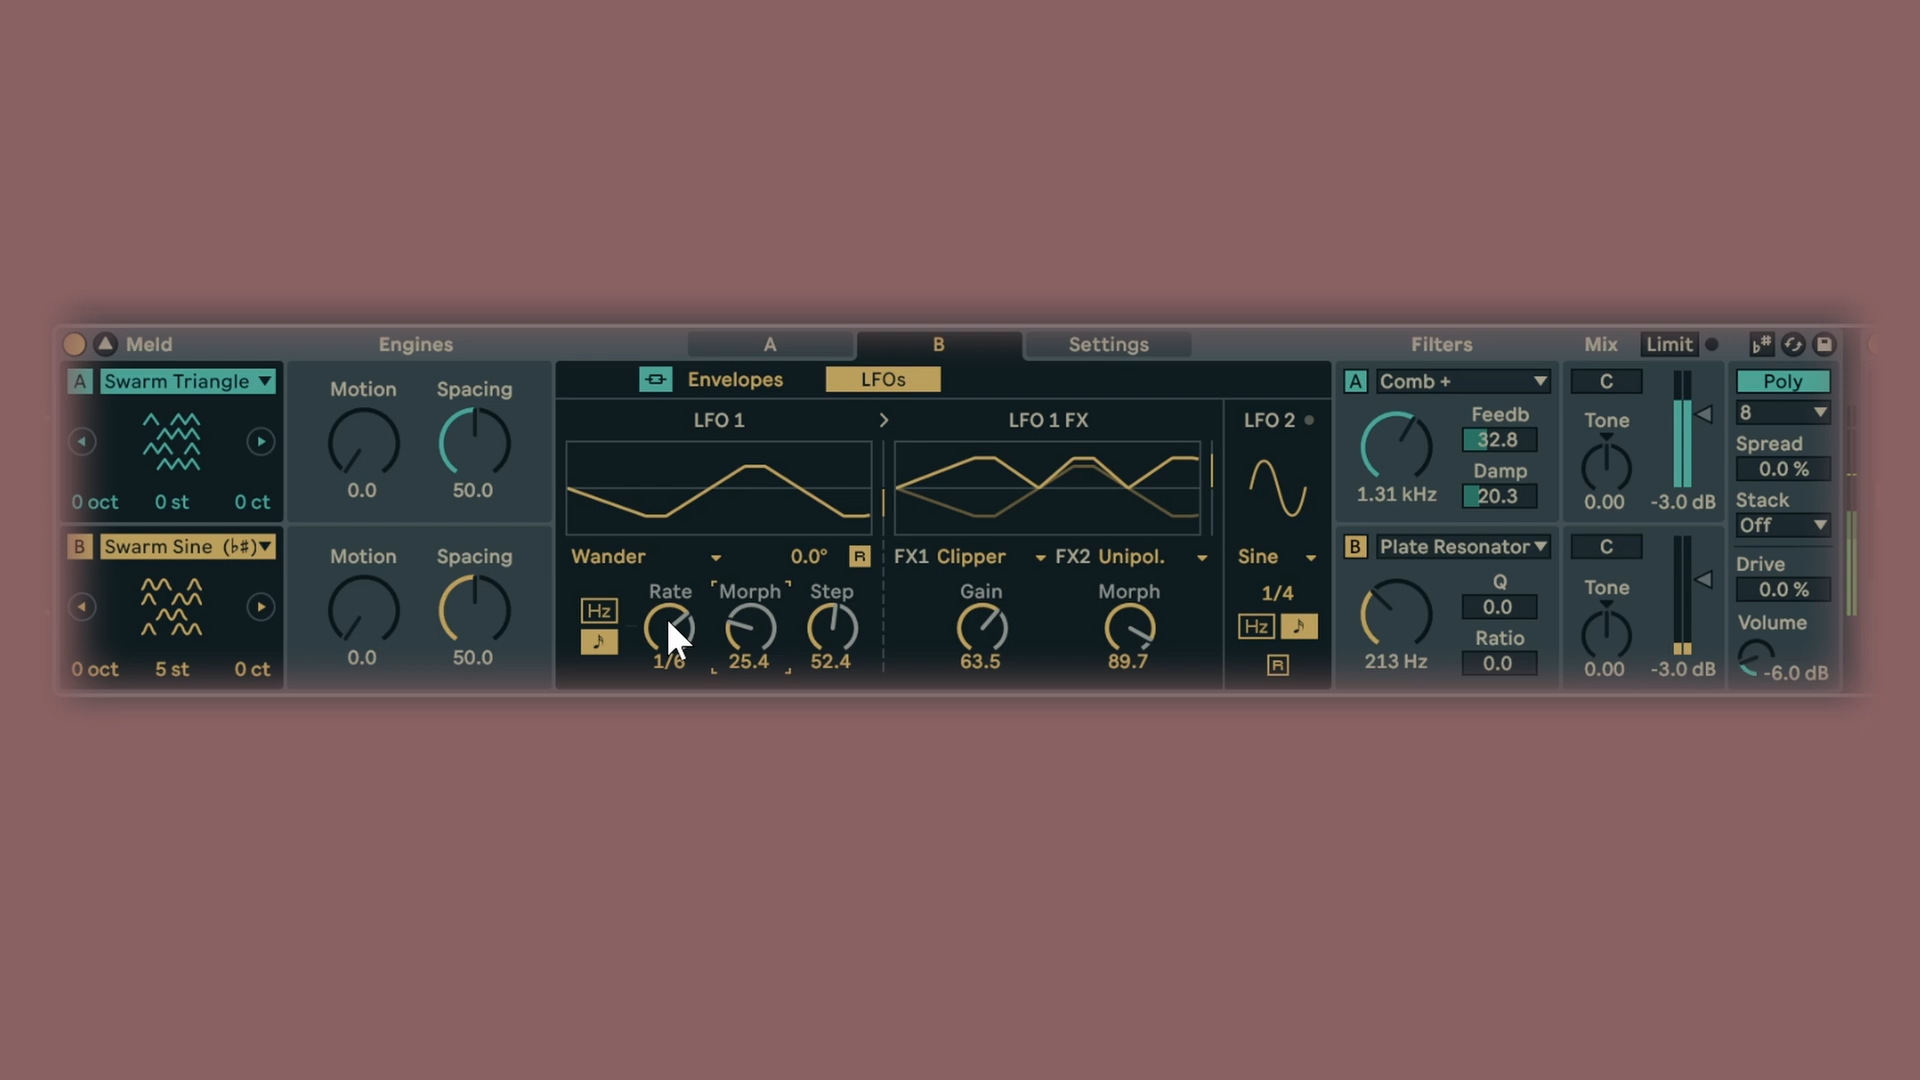 Meld
Engines
A
B
Settings
Filters
Mix
Limit
b#
A
Swarm Triangle
0 oct
0 st
0 ct
Motion
0.0
Spacing
50.0
B
Swarm Sine (♭♯)
0 oct
5 st
0 ct
Motion
0.0
Spacing
50.0
Envelopes
LFOs
LFO 1
>
LFO 1 FX
LFO 2
Wander
0.0°
R
FX1 Clipper
FX2 Unipol.
Sine
Hz
Rate
1/6
Morph
25.4
Step
52.4
Gain
63.5
Morph
89.7
1/4
Hz
R
A
Comb +
1.31 kHz
Feedb
32.8
Damp
20.3
B
Plate Resonator
213 Hz
Q
0.0
Ratio
0.0
C
Tone
0.00
-3.0 dB
C
Tone
0.00
-3.0 dB
Poly
8
Spread
0.0 %
Stack
Off
Drive
0.0 %
Volume
-6.0 dB